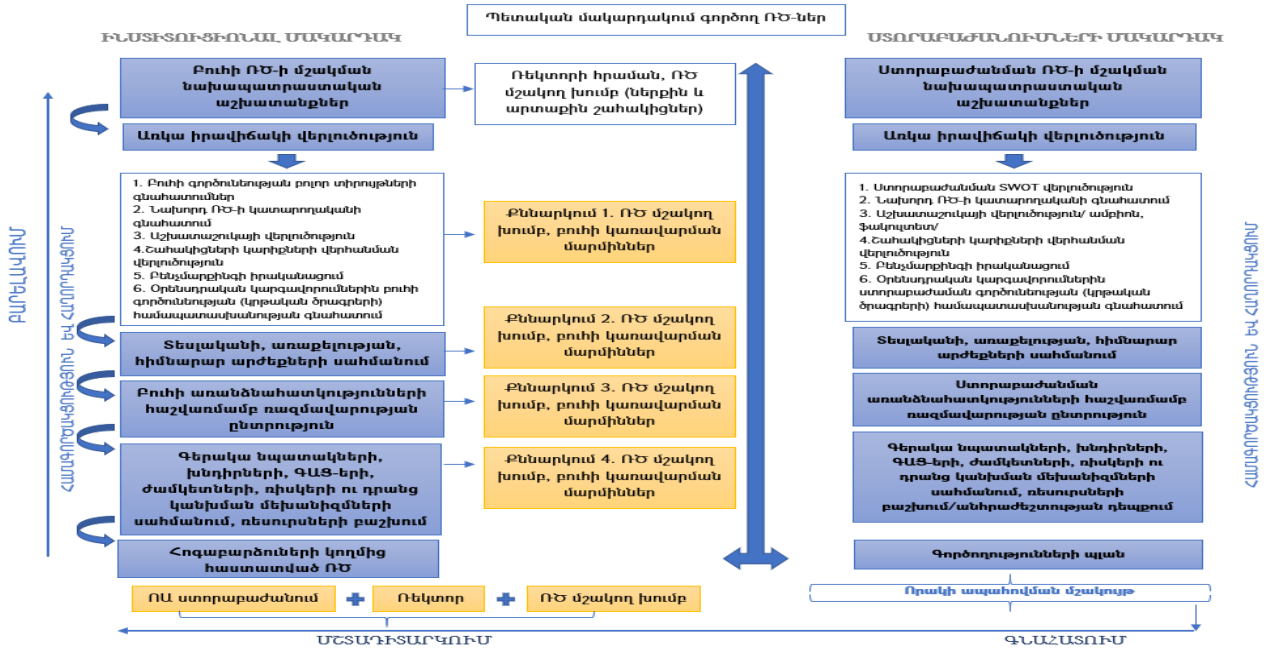 Պետական մակարդակում գործող ՌԾ-ներ
ԻՆՍՏԻՏՈՒՑԻՈՆԱԼ ՄԱԿԱՐԴԱԿ
ՍՏՈՐԱԲԱԺԱՆՈՒՄՆԵՐԻ ՄԱԿԱՐԴԱԿ
Բուհի ՌԾ-ի մշակման
նախապատրաստական
աշխատանքներ
Ռեկտորի հրաման, ՌԾ
մշակող խումբ (ներքին և
արտաքին շահակիցներ)
Առկա իրավիճակի վերլուծություն
1. Բուհի գործունեության բոլոր տիրույթների
գնահատումներ
2. Նախորդ ՌԾ-ի կատարողականի
գնահատում
3. Աշխատաշուկայի վերլուծություն
4.Շահակիցների կարիքների վերհանման
վերլուծություն
5. Բենչմարքինգի իրականացում
6. Օրենսդրական կարգավորումներին բուհի
գործունեության (կրթական ծրագրերի)
համապատասխանության գնահատում
Քննարկում 1. ՌԾ մշակող
խումբ, բուհի կառավարման
մարմիններ
Տեսլականի, առաքելության,
հիմնարար արժեքների սահմանում
Քննարկում 2. ՌԾ մշակող
խումբ, բուհի կառավարման
մարմիններ
Բուհի առանձնահատկությունների
հաշվառմամբ ռազմավարության
ընտրություն
Քննարկում 3. ՌԾ մշակող
խումբ, բուհի կառավարման
մարմիններ
Գերակա նպատակների,
խնդիրների, ԳԱՑ-երի,
ժամկետների, ռիսկերի ու դրանց
կանխման մեխանիզմների
սահմանում, ռեսուրսների բաշխում
Քննարկում 4. ՌԾ մշակող
խումբ, բուհի կառավարման
մարմիններ
Հոգաբարձուների կողմից
հաստատված ՌԾ
ՈԱ ստորաբաժանում
Ռեկտոր
ՌԾ մշակող խումբ
Ստորաբաժանման ՌԾ-ի մշակման
նախապատրաստական
աշխատանքներ
Առկա իրավիճակի վերլուծություն
1. Ստորաբաժանման SWOT վերլուծություն
2. Նախորդ ՌԾ-ի կատարողականի գնահատում
3. Աշխատաշուկայի վերլուծություն/ ամբիոն,
ֆակուլտետ/
4.Շահակիցների կարիքների վերհանման
վերլուծություն
5. Բենչմարքինգի իրականացում
6. Օրենսդրական կարգավորումներին
ստորաբաժաման գործունեության (կրթական
ծրագրերի) համապատասխանության գնահատում
Տեսլականի, առաքելության, հիմնարար
արժեքների սահմանում
Ստորաբաժանման
առանձնահատկությունների հաշվառմամբ
ռազմավարության ընտրություն
Գերակա նպատակների, խնդիրների,
ԳԱՑ-երի, ժամկետների, ռիսկերի ու
դրանց կանխման մեխանիզմների
սահմանում, ռեսուրսների
բաշխում/անհրաժեշտության դեպքում
Գործողությունների պլան
Որակի ապահովման մշակույթ
ԲԱՐԵԼԱՎՈՒՄ
ՀԱՄԱԳՈՐԾԱԿՑՈՒԹՅՈՒՆ ԵՎ ՀԱՂՈՐԴԱԿՑՈՒՄ
ՀԱՄԱԳՈՐԾԱԿՑՈՒԹՅՈՒՆ ԵՎ ՀԱՂՈՐԴԱԿՑՈՒՄ
ՄՇՏԱԴԻՏԱՐԿՈՒՄ
ԳՆԱՀԱՏՈՒՄ